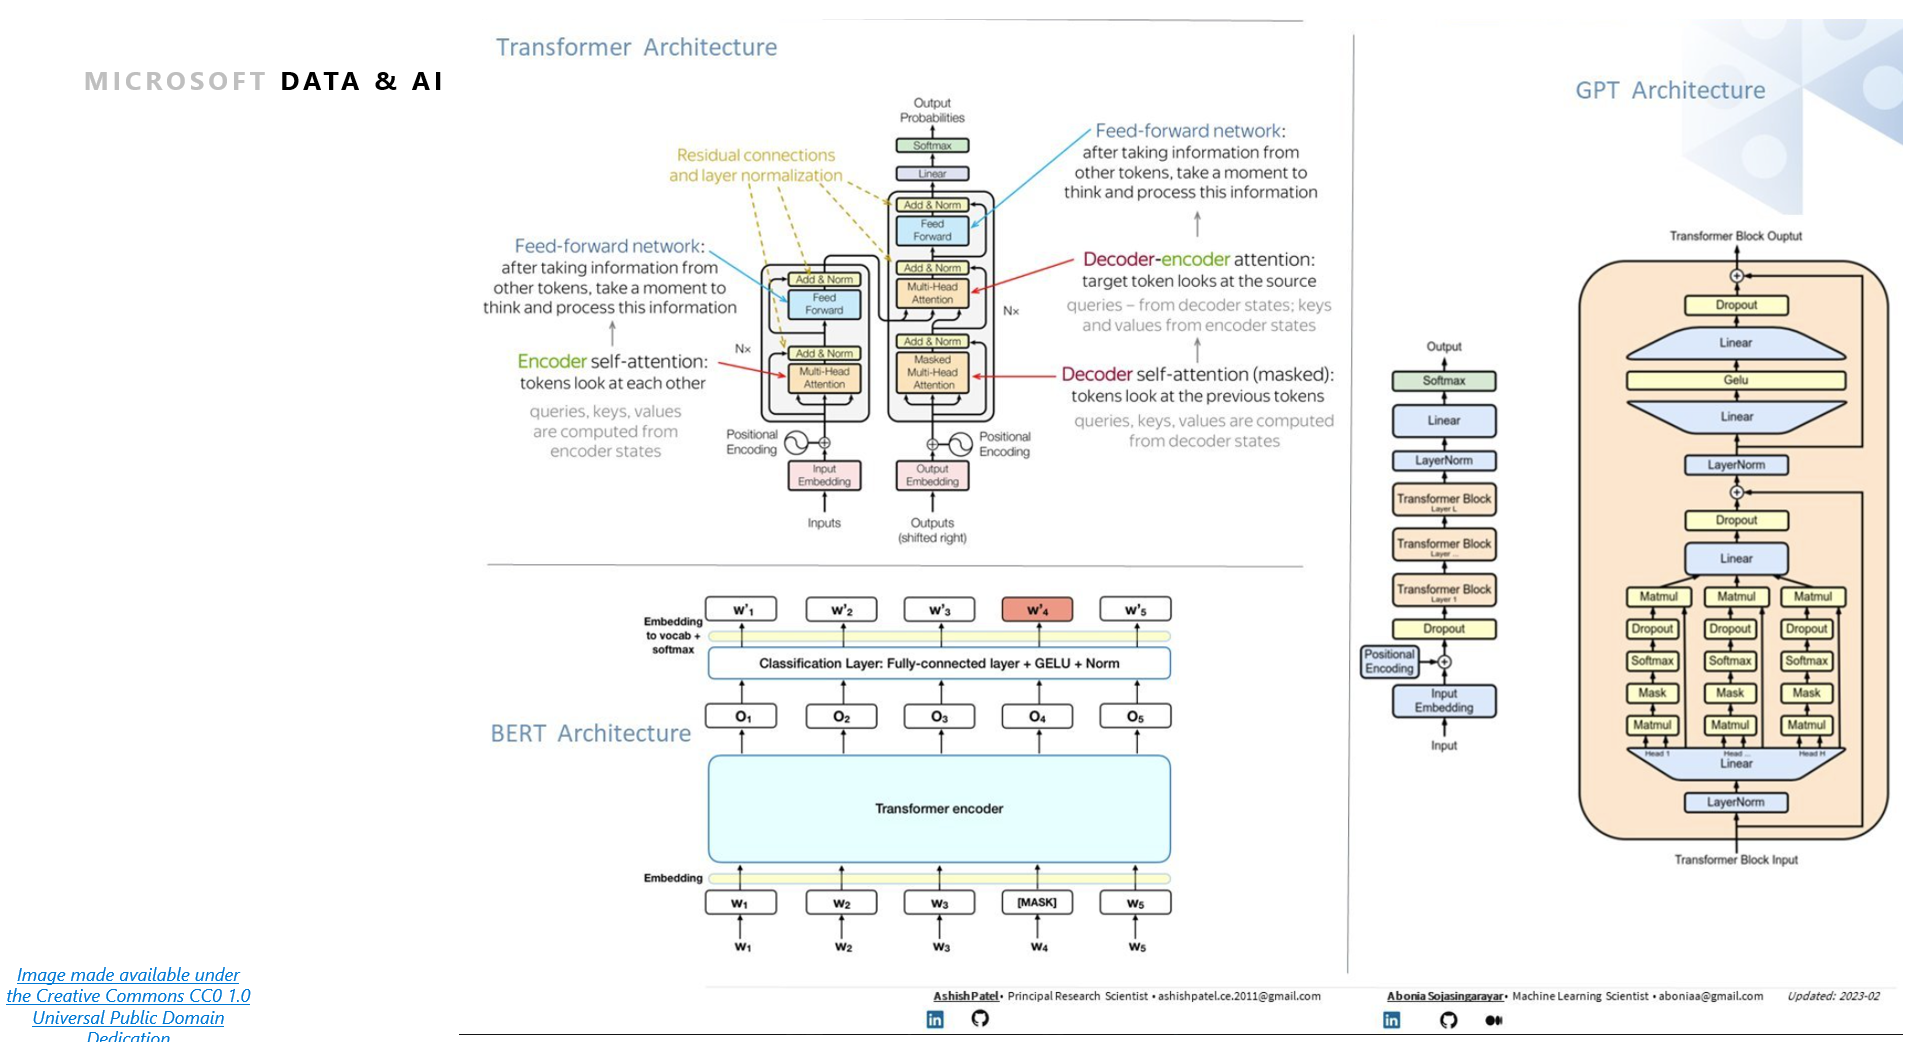 MICROSOFT DATA & AI
Transformer Architecture
Output
Probabilities
Softmax
Linear
Add & Norm
Feed
Forward
Add & Norm
Multi-Head
Attention
Add & Norm
Masked
Multi-Head
Attention
Nx
Positional
Encoding
Output
Embedding
Outputs
(shifted right)
Residual connections
and layer normalization
Feed-forward network:
after taking information from
other tokens, take a moment to
think and process this information
Encoder self-attention:
tokens look at each other
queries, keys, values
are computed from
encoder states
Add & Norm
Feed
Forward
Nx
Add & Norm
Multi-Head
Attention
Positional
Encoding
Input
Embedding
Inputs
Feed-forward network:
after taking information from
other tokens, take a moment to
think and process this information
Decoder-encoder attention:
target token looks at the source
queries – from decoder states; keys
and values from encoder states
Decoder self-attention (masked):
tokens look at the previous tokens
queries, keys, values are computed
from decoder states
BERT Architecture
W'1 W'2 W'3 W'4 W'5
Embedding
to vocab +
softmax
Classification Layer: Fully-connected layer + GELU + Norm
O1 O2 O3 O4 O5
Transformer encoder
Embedding
W1 W2 W3 [MASK] W5
W1 W2 W3 W4 W5
GPT Architecture
Output
Softmax
Linear
LayerNorm
Transformer Block
Layer L
Transformer Block
Layer ...
Transformer Block
Layer 1
Dropout
Positional
Encoding
Input
Embedding
Input
Transformer Block Ouptut
Dropout
Linear
Gelu
Linear
LayerNorm
Dropout
Linear
Matmul Matmul Matmul
Dropout Dropout Dropout
Softmax Softmax Softmax
Mask Mask Mask
Matmul Matmul Matmul
Head 1 Head ... Head H
Linear
LayerNorm
Transformer Block Input
Image made available under
the Creative Commons CC0 1.0
Universal Public Domain
Dedication
Ashish Patel • Principal Research Scientist • ashishpatel.ce.2011@gmail.com
Abonia Sojasingarayar • Machine Learning Scientist • aboniaa@gmail.com
Updated: 2023-02
in
in